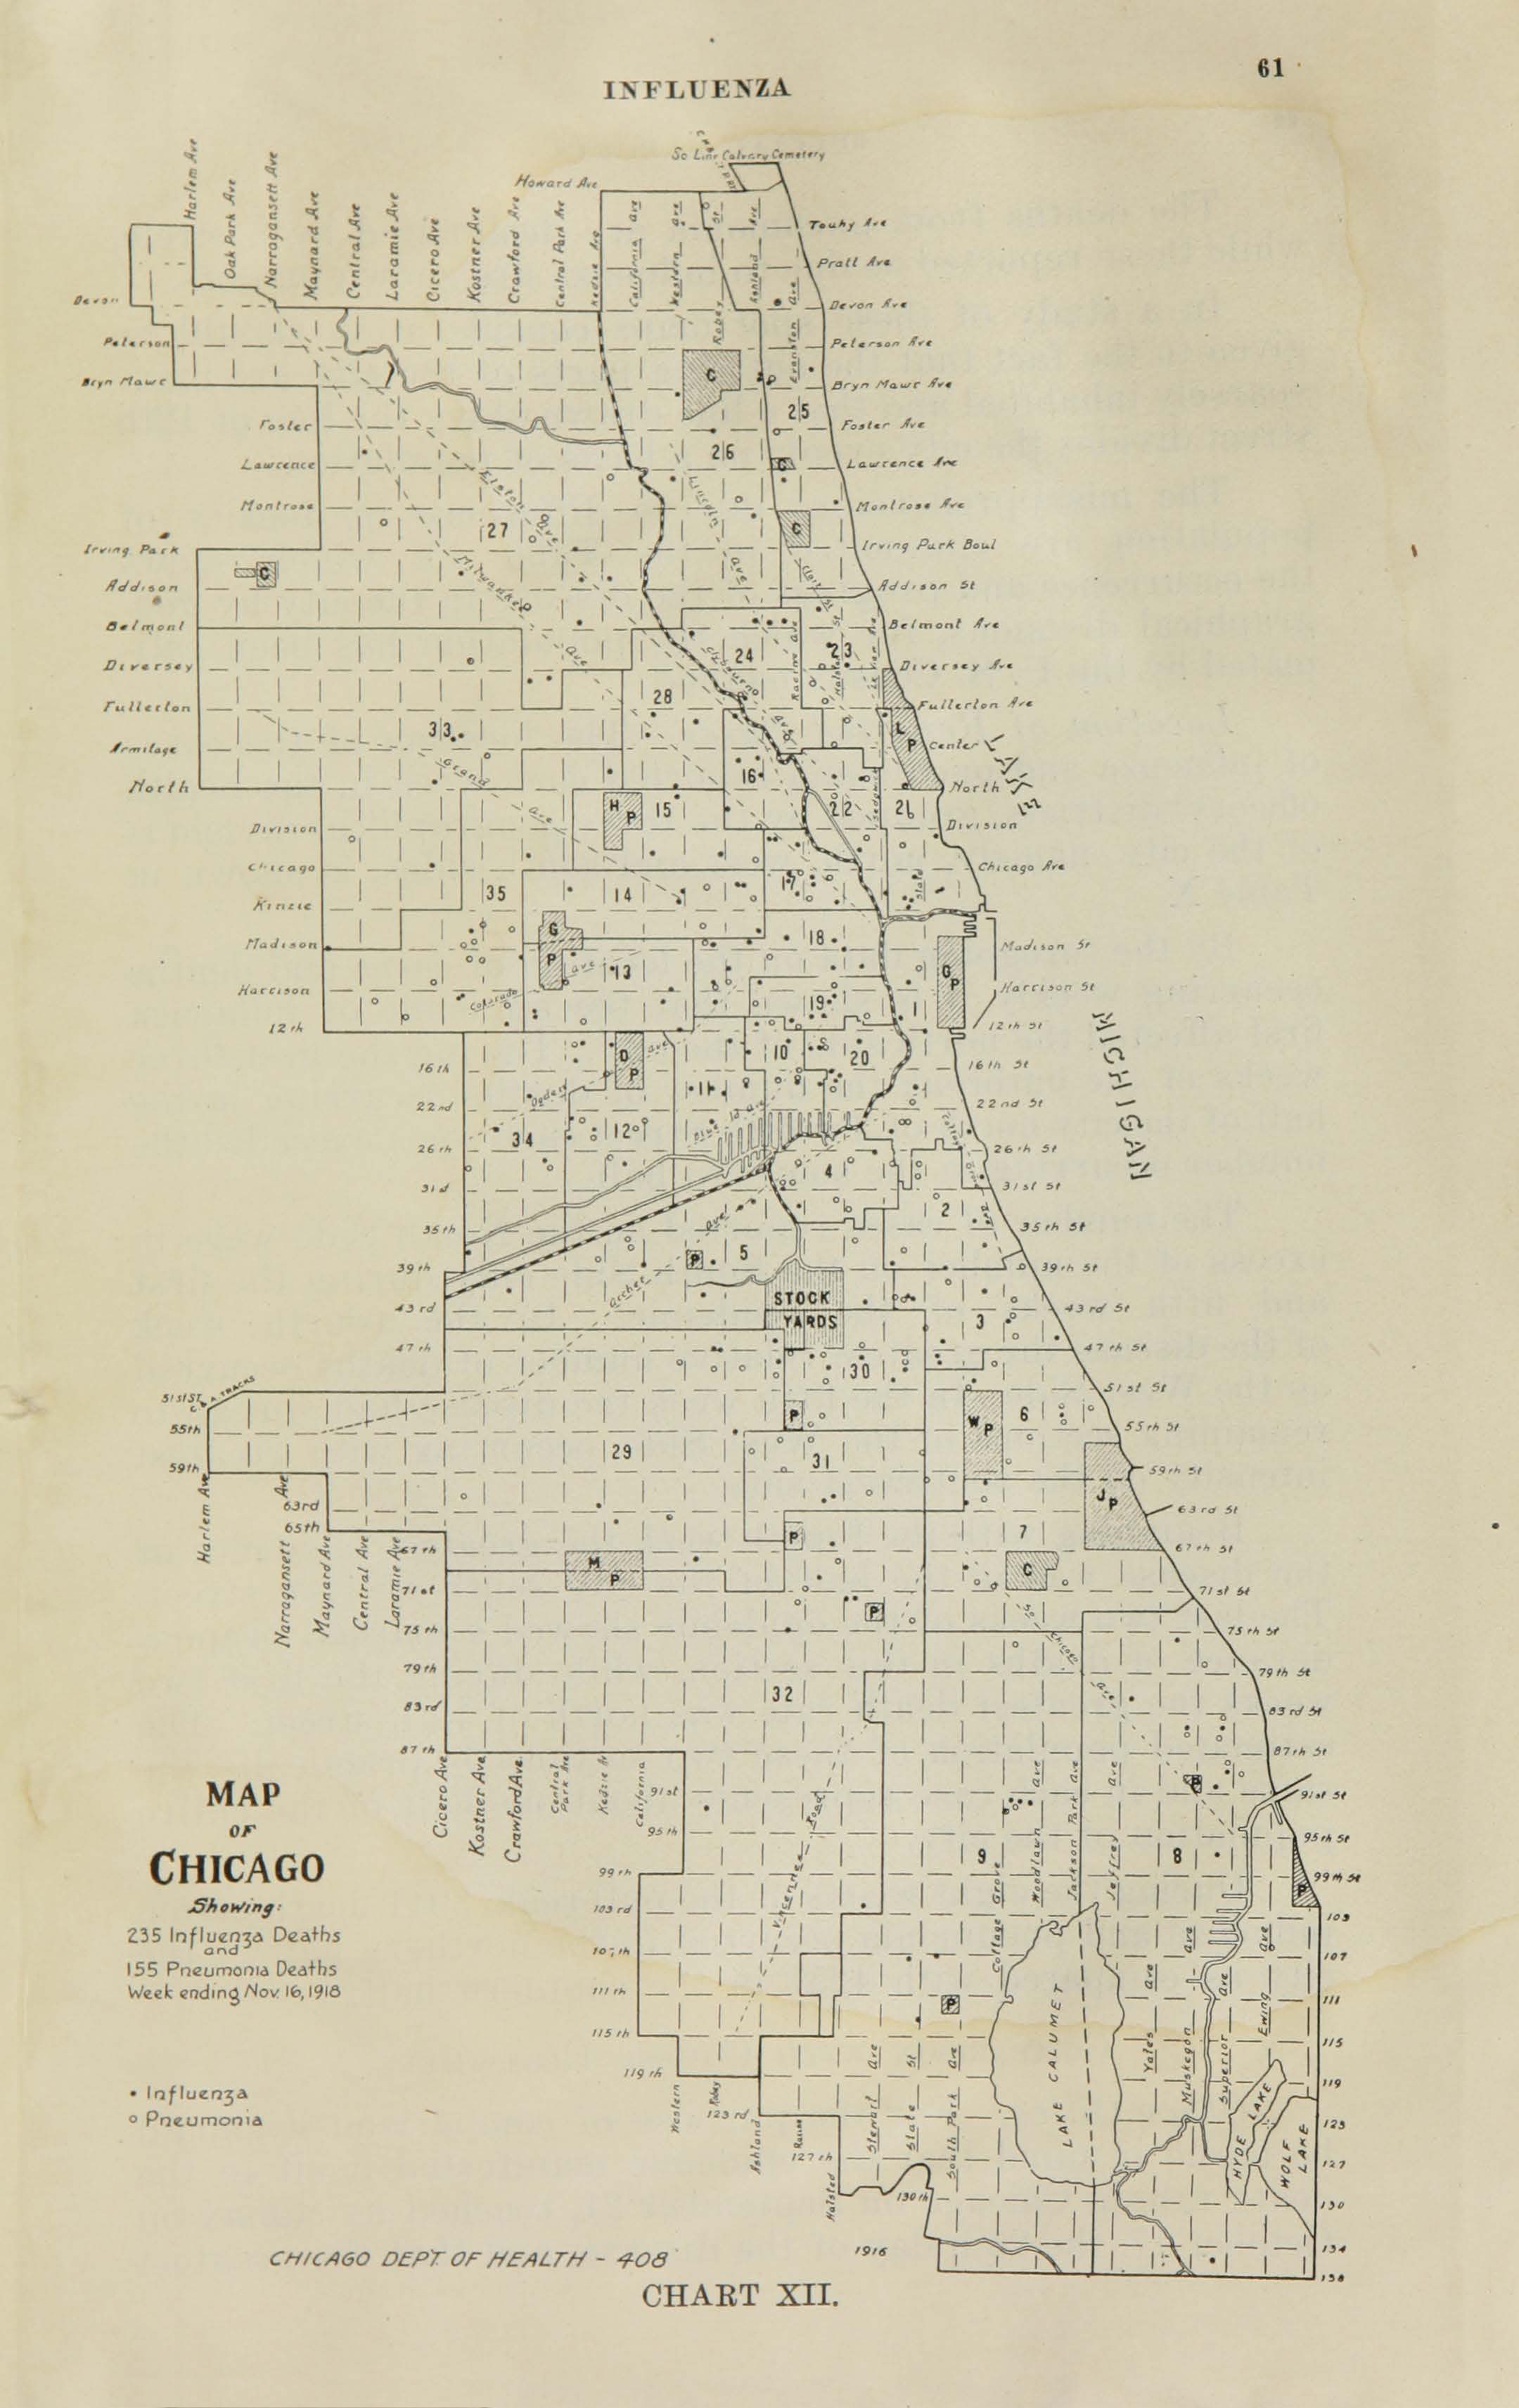 61
INFLUENZA
So Line Calvary Cemetery
Howard Ave
Harlem Ave
Oak Park Ave
Narragansett Ave
Maynard Ave
Central Ave
Laramie Ave
Cicero Ave
Kostner Ave
Crawford Ave
Central Park Ave
Kedzie Ave
California Ave
Western Ave
Robey St
Ashland Ave
Evanston Ave
Touhy Ave
Pratt Ave
Devon
Devon Ave
Peterson
Peterson Ave
Bryn Mawr
Bryn Mawr Ave
C
25
Foster
Foster Ave
26
Lawrence
C
Lawrence Ave
Elston Ave
Lincoln Ave
Montrose
Montrose Ave
27
C
Irving Park
Irving Park Boul
C
Milwaukee Ave
Addison
Addison St
Belmont
Belmont Ave
Clybourn Ave
Racine Ave
Halsted St
24
23
Diversey
Diversey Ave
28
Fullerton
Fullerton Ave
33
L P
Armitage
Center
LAKE
Grand Ave
16
North
North
H P
15
22
Sedgwick
21
Division
Division
Chicago
Chicago Ave
35
14
17
State
Kinzie
G P
18
Madison
Madison St
13
G P
Ave
Colorado
19
1
Harrison
Harrison St
12th
12th St
MICHIGAN
D P
Ave
10
20
16th
16th St
Ogden
11
22nd
22nd St
34
12
Blue Id Ave
26th
26th St
4
31st
31st St
2
35th
35th St
Archer Ave
P
5
39th
39th St
STOCK
YARDS
43rd
43rd St
3
47th
47th St
30
51st ST.
C & A TRACKS
51st St
P
W P
6
55th
55th St
29
31
59th
59th St
J P
Harlem Ave
Narragansett Ave
63rd
63rd St
65th
P
7
Maynard Ave
Central Ave
Laramie Ave
67th
67th St
M P
C
71st
71st St
P
So Chicago Ave
75th
75th St
79th
79th St
32
83rd
83rd St
87th
87th St
Cicero Ave
Kostner Ave
Crawford Ave
Central Park Ave
Kedzie Av
California
91st
91st St
P
95th
95th St
9
8
99th
99th St
P
Vincennes Road
Cottage Grove
Woodlawn Ave
Jackson Park Ave
Jeffrey Ave
103rd
103
107th
107
111th
111
P
LAKE CALUMET
115th
115
Yates Ave
Muskegon Ave
Superior Ave
Ewing Ave
119th
119
Western
Robey
123rd
123
Ashland
Racine
127th
127
Halsted
Stewart Ave
State St
South Park Ave
HYDE LAKE
WOLF LAKE
130th
130
134
138
MAP
OF
CHICAGO
Showing:
235 Influenza Deaths
and
155 Pneumonia Deaths
Week ending Nov. 16, 1918
• Influenza
o Pneumonia
CHICAGO DEPT. OF HEALTH - 408
1916
CHART XII.